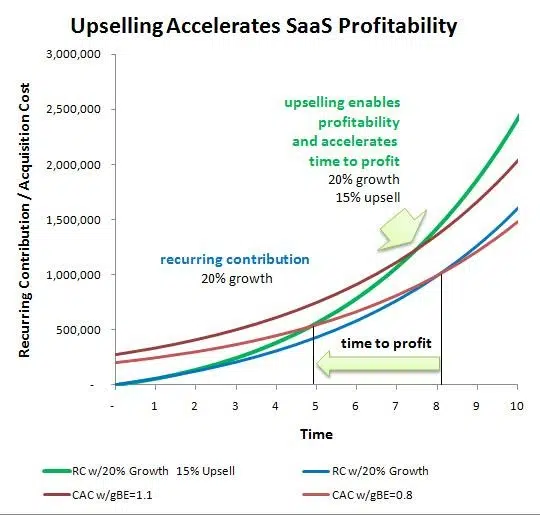 Upselling Accelerates SaaS Profitability
3,000,000
2,500,000
2,000,000
1,500,000
1,000,000
500,000
-
Recurring Contribution / Acquisition Cost
upselling enables
profitability
and accelerates
time to profit
20% growth
15% upsell
recurring contribution
20% growth
time to profit
- 1 2 3 4 5 6 7 8 9 10
Time
RC w/20% Growth 15% Upsell
RC w/20% Growth
CAC w/gBE=1.1
CAC w/gBE=0.8